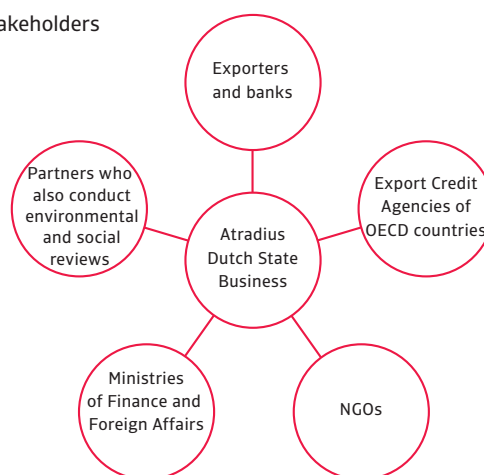 akeholders
Exporters
and banks
Partners who
also conduct
environmental
and social
reviews
Export Credit
Agencies of
OECD countries
Atradius
Dutch State
Business
Ministries
of Finance and
Foreign Affairs
NGOs